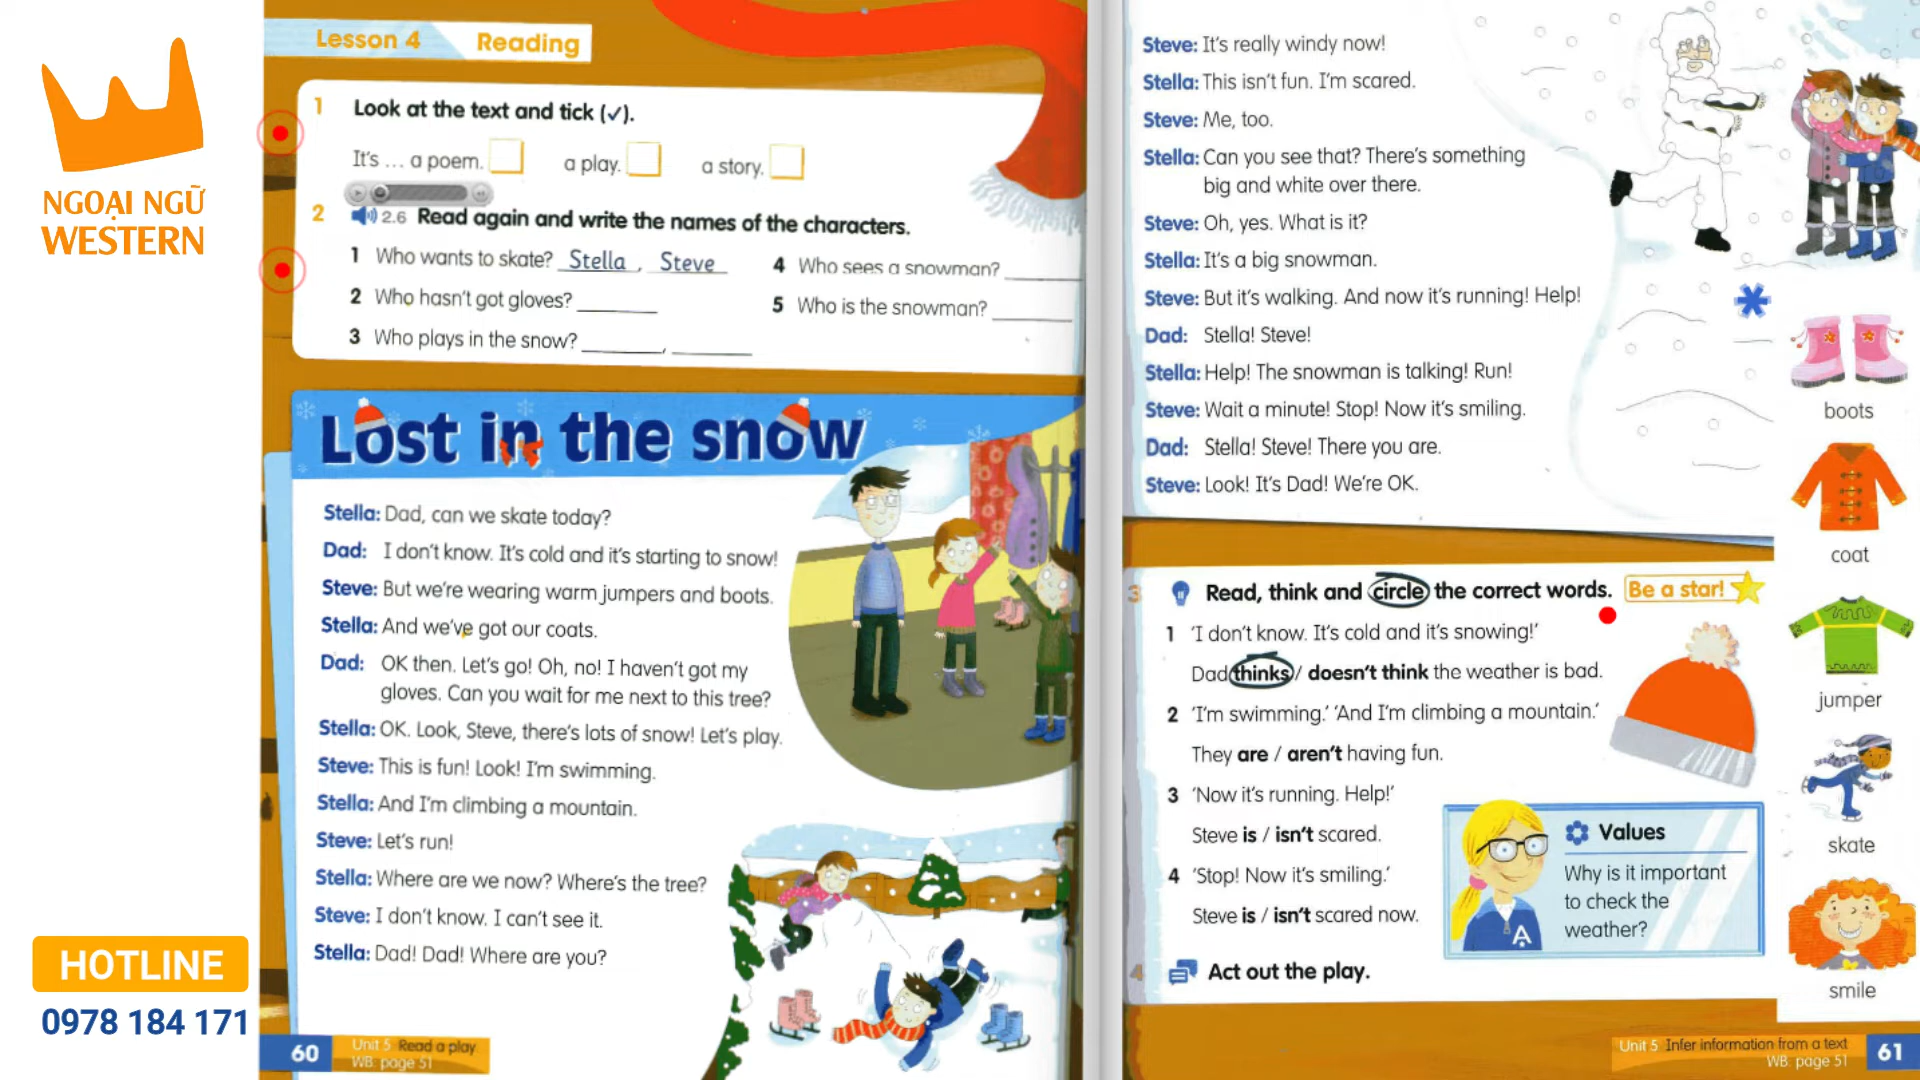 NGOẠI NGỮ
WESTERN
HOTLINE
0978 184 171
Lesson 4 Reading
1 Look at the text and tick (✓).
It's ... a poem. a play. a story.
2 2.6 Read again and write the names of the characters.
1 Who wants to skate? Stella , Steve
2 Who hasn't got gloves? ______
3 Who plays in the snow? ______, ______
4 Who sees a snowman? ______
5 Who is the snowman? ______
Lost in the snow
Stella: Dad, can we skate today?
Dad: I don't know. It's cold and it's starting to snow!
Steve: But we're wearing warm jumpers and boots.
Stella: And we've got our coats.
Dad: OK then. Let's go! Oh, no! I haven't got my
gloves. Can you wait for me next to this tree?
Stella: OK. Look, Steve, there's lots of snow! Let's play.
Steve: This is fun! Look! I'm swimming.
Stella: And I'm climbing a mountain.
Steve: Let's run!
Stella: Where are we now? Where's the tree?
Steve: I don't know. I can't see it.
Stella: Dad! Dad! Where are you?
60 Unit 5 Read a play
WB: page 51
Steve: It's really windy now!
Stella: This isn't fun. I'm scared.
Steve: Me, too.
Stella: Can you see that? There's something
big and white over there.
Steve: Oh, yes. What is it?
Stella: It's a big snowman.
Steve: But it's walking. And now it's running! Help!
Dad: Stella! Steve!
Stella: Help! The snowman is talking! Run!
Steve: Wait a minute! Stop! Now it's smiling.
Dad: Stella! Steve! There you are.
Steve: Look! It's Dad! We're OK.
boots
coat
jumper
skate
smile
3 Read, think and circle the correct words. Be a star!
1 'I don't know. It's cold and it's snowing!'
Dad thinks / doesn't think the weather is bad.
2 'I'm swimming.' 'And I'm climbing a mountain.'
They are / aren't having fun.
3 'Now it's running. Help!'
Steve is / isn't scared.
4 'Stop! Now it's smiling.'
Steve is / isn't scared now.
Values
Why is it important
to check the
weather?
A
4 Act out the play.
Unit 5 Infer information from a text
WB: page 51 61